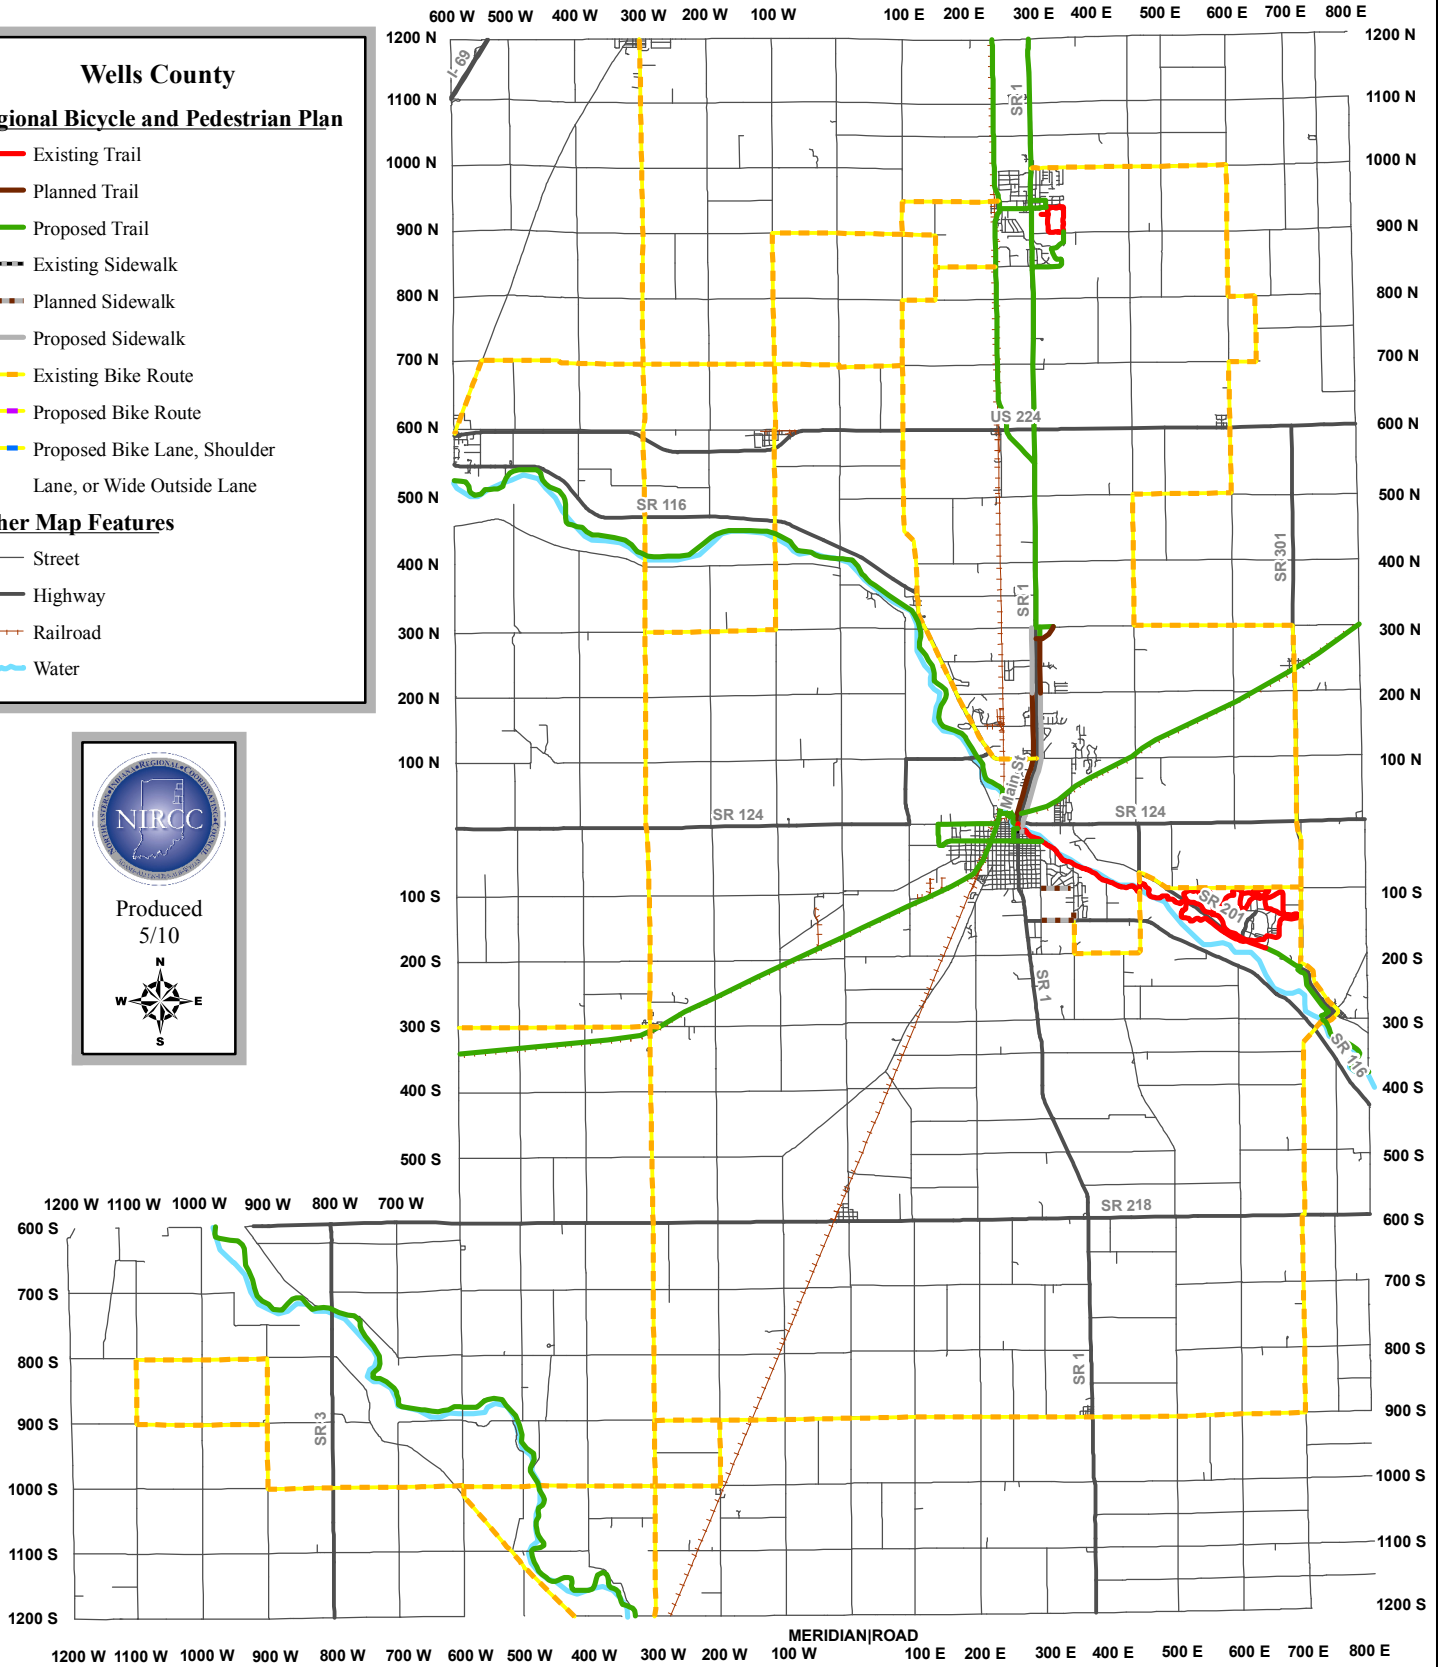 600 W 500 W 400 W 300 W 200 W 100 W 100 E 200 E 300 E 400 E 500 E 600 E 700 E 800 E
Wells County
gional Bicycle and Pedestrian Plan
Existing Trail
Planned Trail
Proposed Trail
Existing Sidewalk
Planned Sidewalk
Proposed Sidewalk
Existing Bike Route
Proposed Bike Route
Proposed Bike Lane, Shoulder
Lane, or Wide Outside Lane
her Map Features
Street
Highway
Railroad
Water
NIRCC
Produced
5/10
N
W E
S
1200 N 1200 N
I-69
SR 1
1100 N 1100 N
1000 N 1000 N
900 N 900 N
800 N 800 N
700 N 700 N
US 224
600 N 600 N
500 N 500 N
SR 116
SR 301
400 N 400 N
SR 1
300 N 300 N
200 N 200 N
100 N 100 N
Main St
SR 124 SR 124
100 S 100 S
SR 201
200 S 200 S
SR 1
300 S 300 S
SR 116
400 S 400 S
500 S 500 S
1200 W 1100 W 1000 W 900 W 800 W 700 W
SR 218
600 S 600 S
700 S 700 S
800 S 800 S
SR 1
900 S 900 S
SR 3
1000 S 1000 S
1100 S 1100 S
1200 S 1200 S
MERIDIAN|ROAD
1200 W 1100 W 1000 W 900 W 800 W 700 W 600 W 500 W 400 W 300 W 200 W 100 W 100 E 200 E 300 E 400 E 500 E 600 E 700 E 800 E